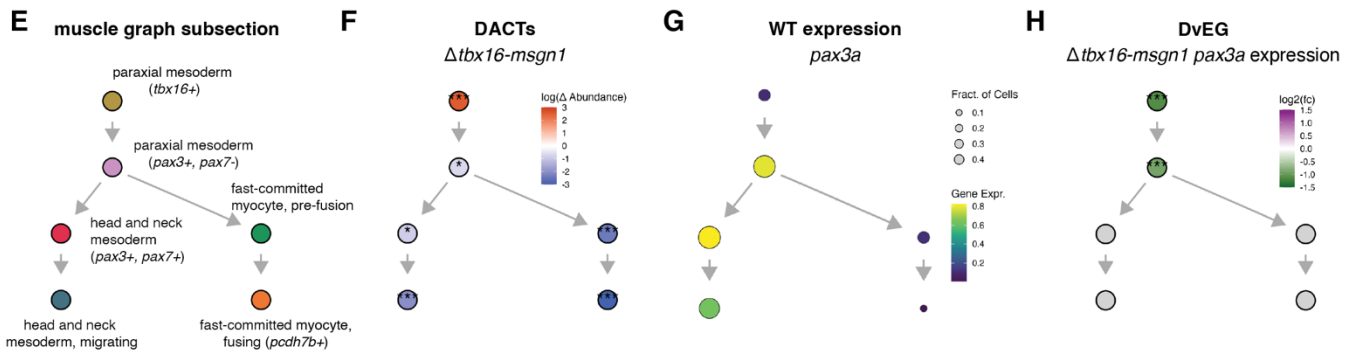 E
muscle graph subsection
paraxial mesoderm
(tbx16+)
paraxial mesoderm
(pax3+, pax7-)
fast-committed
myocyte, pre-fusion
head and neck
mesoderm
(pax3+, pax7+)
head and neck
mesoderm, migrating
fast-committed myocyte,
fusing (pcdh7b+)
F
DACTs
Δtbx16-msgn1
log(Δ Abundance)
3
2
1
0
-1
-2
-3
***
*
*
***
***
***
G
WT expression
pax3a
Fract. of Cells
0.1
0.2
0.3
0.4
Gene Expr.
0.8
0.6
0.4
0.2
H
DvEG
Δtbx16-msgn1 pax3a expression
log2(fc)
1.5
1.0
0.5
0.0
-0.5
-1.0
-1.5
***
***